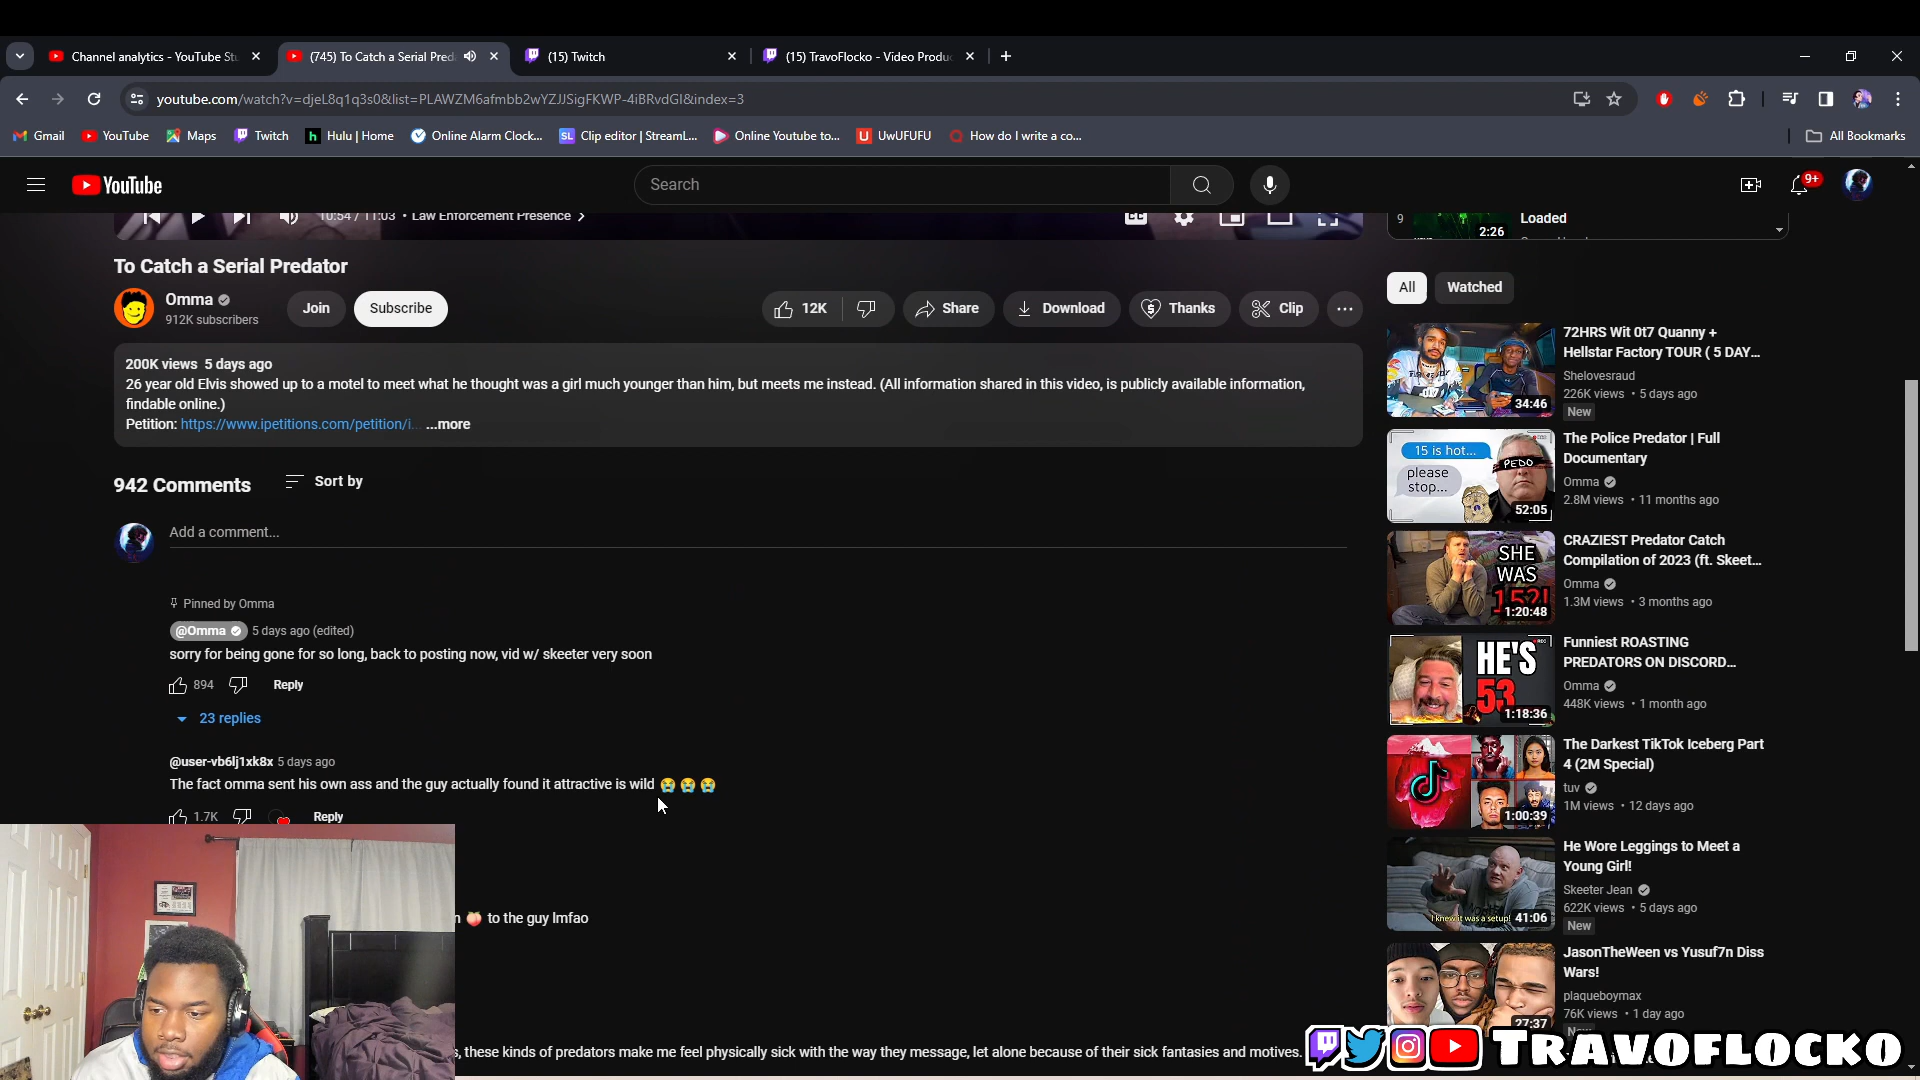 Channel analytics - YouTube St
(745) To Catch a Serial Pred
(15) Twitch
(15) TravoFlocko - Video Produc
youtube.com/watch?v=djeL8q1q3s0&list=PLAWZM6afmbb2wYZJJSigFKWP-4iBRvdGI&index=3
Gmail
YouTube
Maps
Twitch
Hulu | Home
Online Alarm Clock...
Clip editor | StreamL...
Online Youtube to...
UwUFUFU
How do I write a co...
All Bookmarks
YouTube
Search
9+
10:54 / 11:03 • Law Enforcement Presence
9
Loaded
2:26
To Catch a Serial Predator
Omma
912K subscribers
Join
Subscribe
12K
Share
Download
Thanks
Clip
All
Watched
200K views 5 days ago
26 year old Elvis showed up to a motel to meet what he thought was a girl much younger than him, but meets me instead. (All information shared in this video, is publicly available information,
findable online.)
Petition: https://www.ipetitions.com/petition/i... ...more
942 Comments
Sort by
Add a comment...
Pinned by Omma
@Omma 5 days ago (edited)
sorry for being gone for so long, back to posting now, vid w/ skeeter very soon
894
Reply
23 replies
@user-vb6lj1xk8x 5 days ago
The fact omma sent his own ass and the guy actually found it attractive is wild 😭 😭 😭
1.7K
Reply
n 🍑 to the guy lmfao
s, these kinds of predators make me feel physically sick with the way they message, let alone because of their sick fantasies and motives.
34:46
72HRS Wit 0t7 Quanny +
Hellstar Factory TOUR ( 5 DAY...
Shelovesraud
226K views • 5 days ago
New
15 is hot...
please
stop...
PEDO
52:05
The Police Predator | Full
Documentary
Omma
2.8M views • 11 months ago
SHE
WAS
15?!
1:20:48
CRAZIEST Predator Catch
Compilation of 2023 (ft. Skeet...
Omma
1.3M views • 3 months ago
HE'S
53
1:18:36
Funniest ROASTING
PREDATORS ON DISCORD...
Omma
448K views • 1 month ago
1:00:39
The Darkest TikTok Iceberg Part
4 (2M Special)
tuv
1M views • 12 days ago
I knew it was a setup!
41:06
He Wore Leggings to Meet a
Young Girl!
Skeeter Jean
622K views • 5 days ago
New
27:37
JasonTheWeen vs Yusuf7n Diss
Wars!
plaqueboymax
76K views • 1 day ago
New
TRAVOFLOCKO